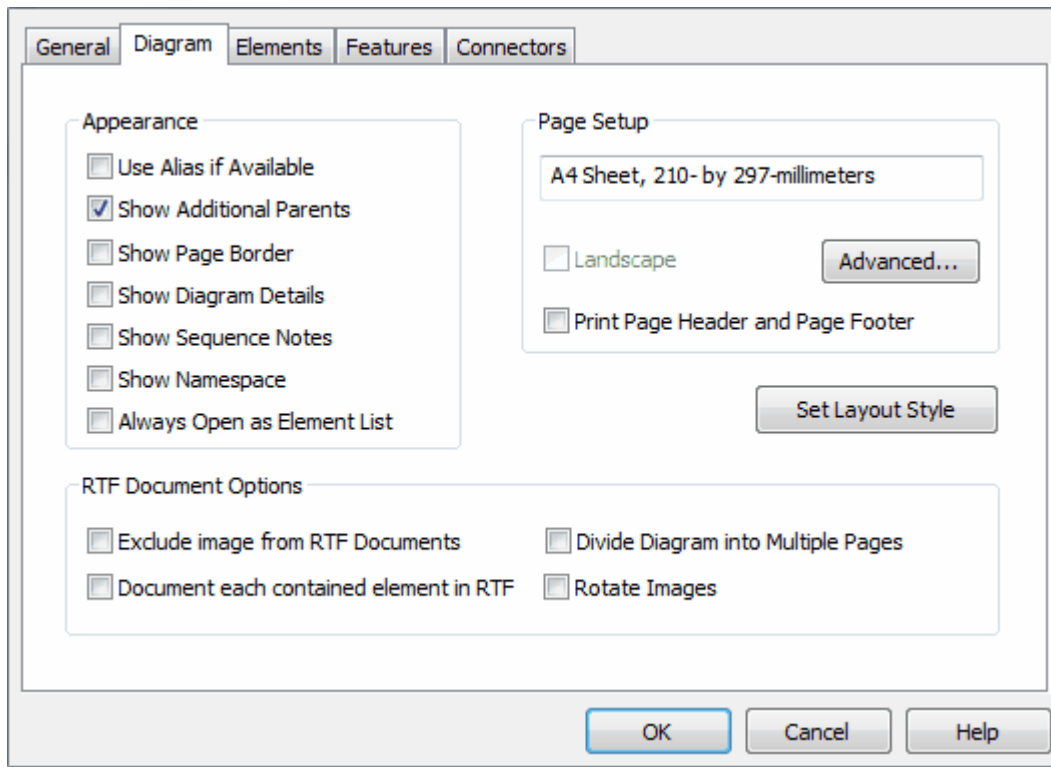 General Diagram Elements Features Connectors
Appearance
Use Alias if Available
Show Additional Parents
Show Page Border
Show Diagram Details
Show Sequence Notes
Show Namespace
Always Open as Element List
Page Setup
A4 Sheet, 210- by 297-millimeters
Landscape
Advanced...
Print Page Header and Page Footer
Set Layout Style
RTF Document Options
Exclude image from RTF Documents
Divide Diagram into Multiple Pages
Document each contained element in RTF
Rotate Images
OK Cancel Help